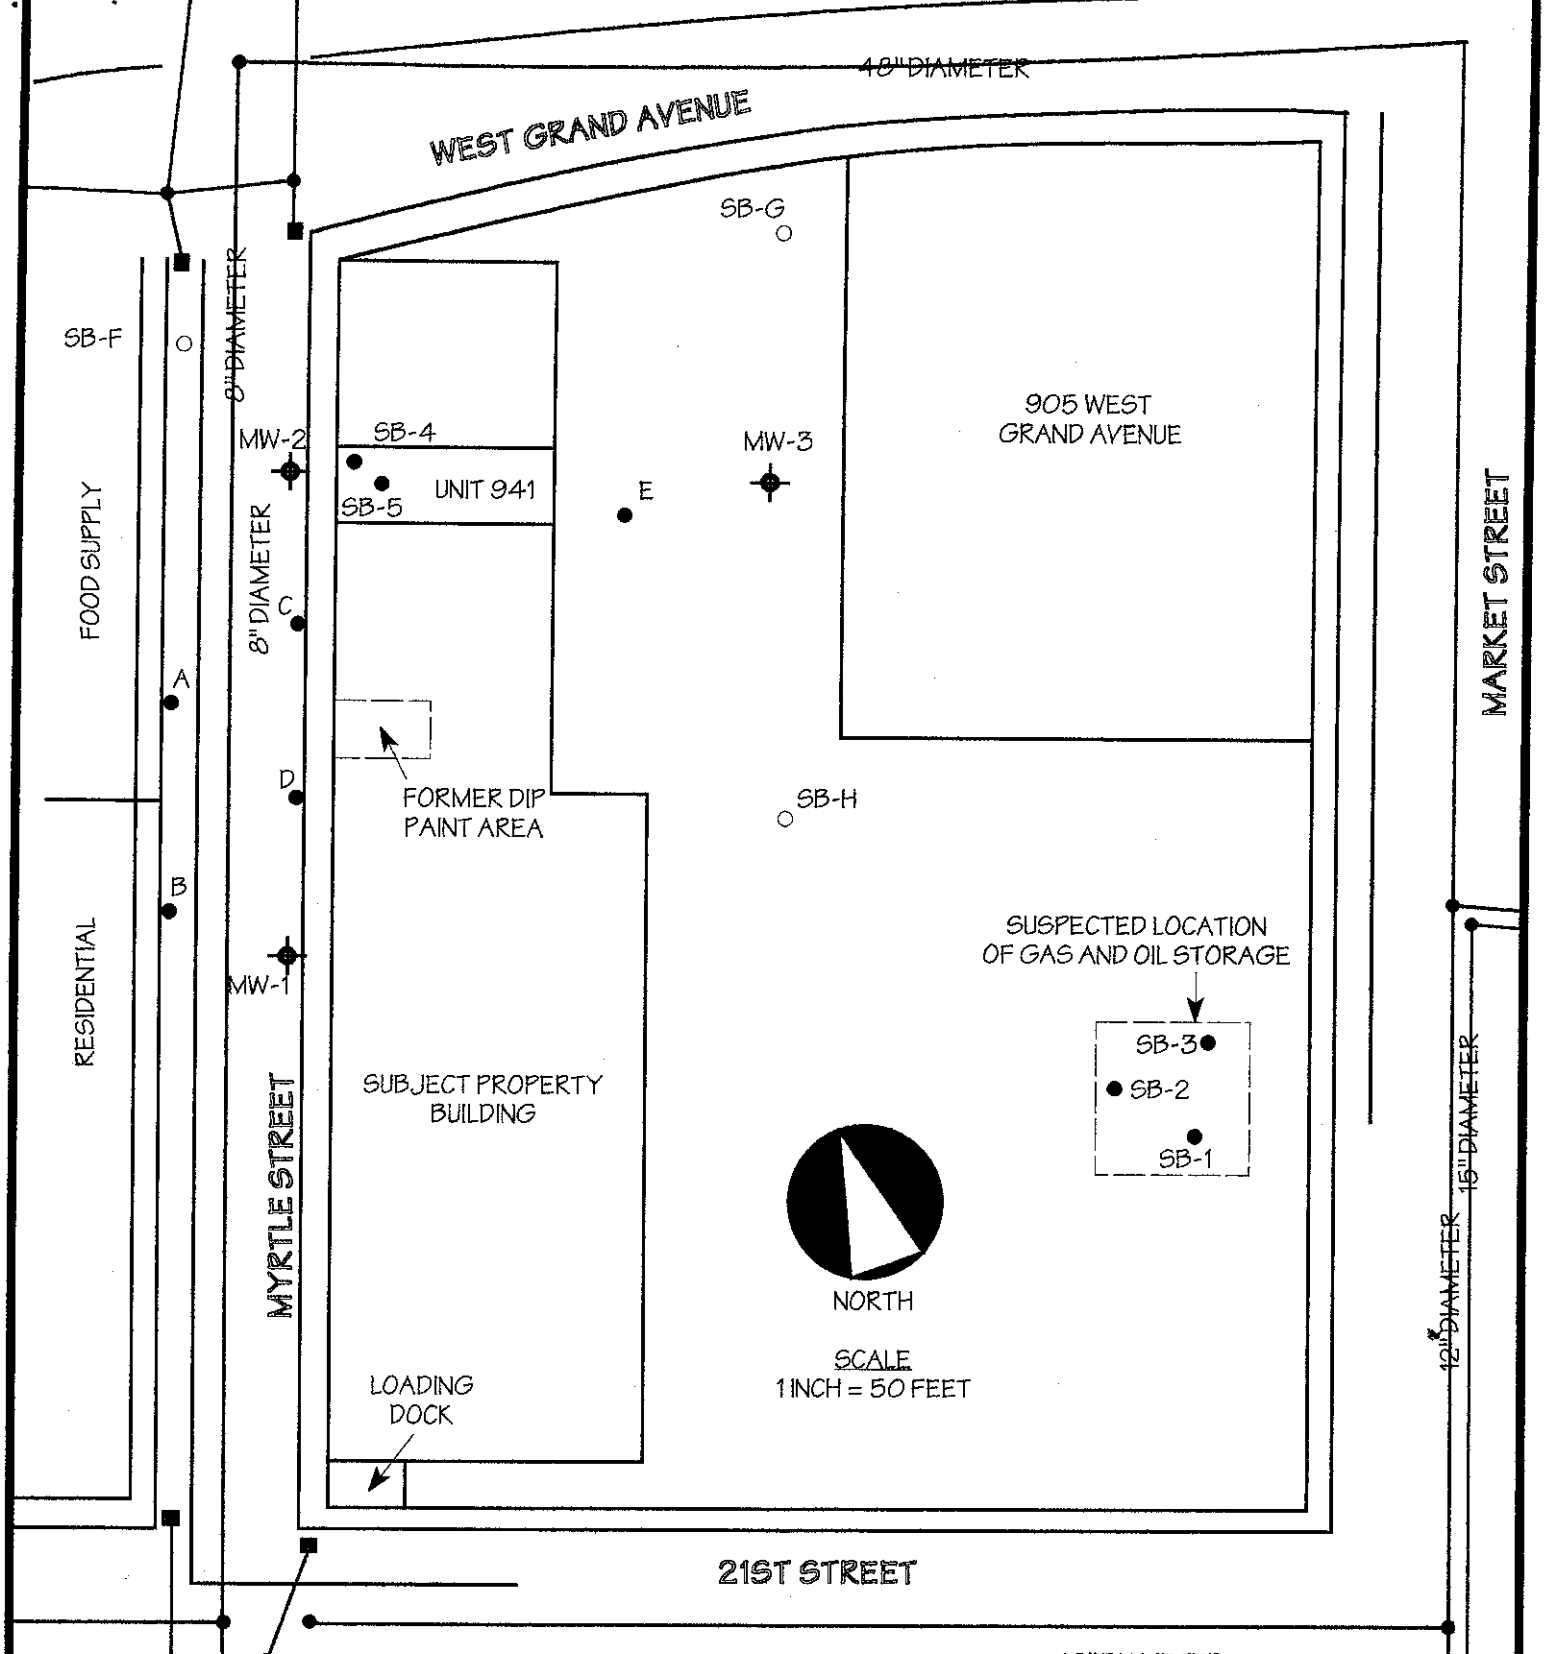 48" DIAMETER
WEST GRAND AVENUE
SB-G
8" DIAMETER
SB-F
905 WEST
GRAND AVENUE
MW-2
SB-4
MW-3
UNIT 941
SB-5
E
FOOD SUPPLY
8" DIAMETER
MARKET STREET
C
A
D
FORMER DIP
PAINT AREA
SB-H
B
SUSPECTED LOCATION
OF GAS AND OIL STORAGE
RESIDENTIAL
MW-1
SB-3
SB-2
SB-1
SUBJECT PROPERTY
BUILDING
15" DIAMETER
MYRTLE STREET
12" DIAMETER
NORTH
SCALE
1 INCH = 50 FEET
LOADING
DOCK
21ST STREET